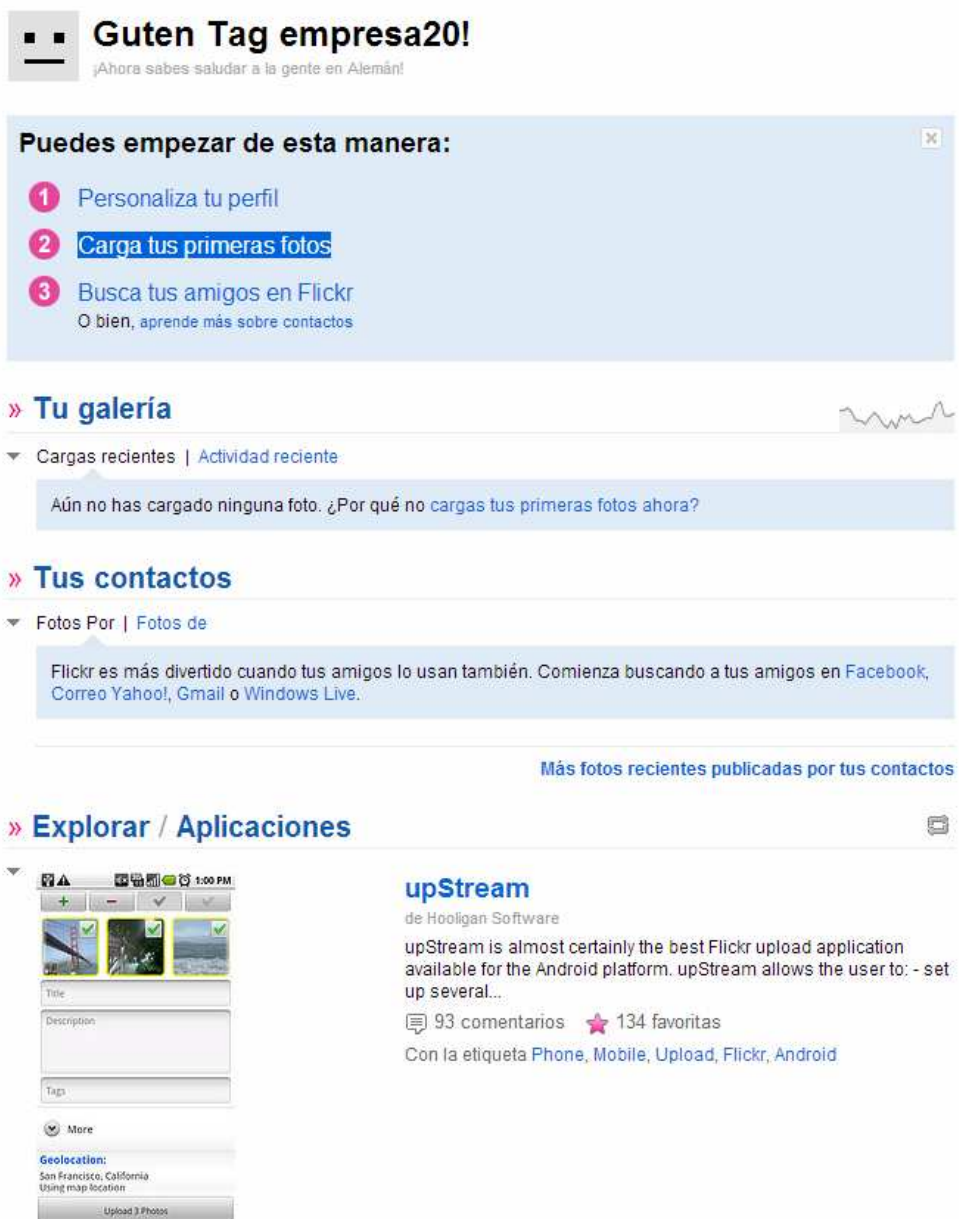 Guten Tag empresa20!
¡Ahora sabes saludar a la gente en Alemán!
Puedes empezar de esta manera:
1 Personaliza tu perfil
2 Carga tus primeras fotos
3 Busca tus amigos en Flickr
O bien, aprende más sobre contactos
» Tu galería
Cargas recientes | Actividad reciente
Aún no has cargado ninguna foto. ¿Por qué no cargas tus primeras fotos ahora?
» Tus contactos
Fotos Por | Fotos de
Flickr es más divertido cuando tus amigos lo usan también. Comienza buscando a tus amigos en Facebook,
Correo Yahoo!, Gmail o Windows Live.
Más fotos recientes publicadas por tus contactos
» Explorar / Aplicaciones
1:00 PM
Title
Description
Tags
More
Geolocation:
San Francisco, California
Using map location
Upload 3 Photos
upStream
de Hooligan Software
upStream is almost certainly the best Flickr upload application
available for the Android platform. upStream allows the user to: - set
up several...
93 comentarios 134 favoritas
Con la etiqueta Phone, Mobile, Upload, Flickr, Android